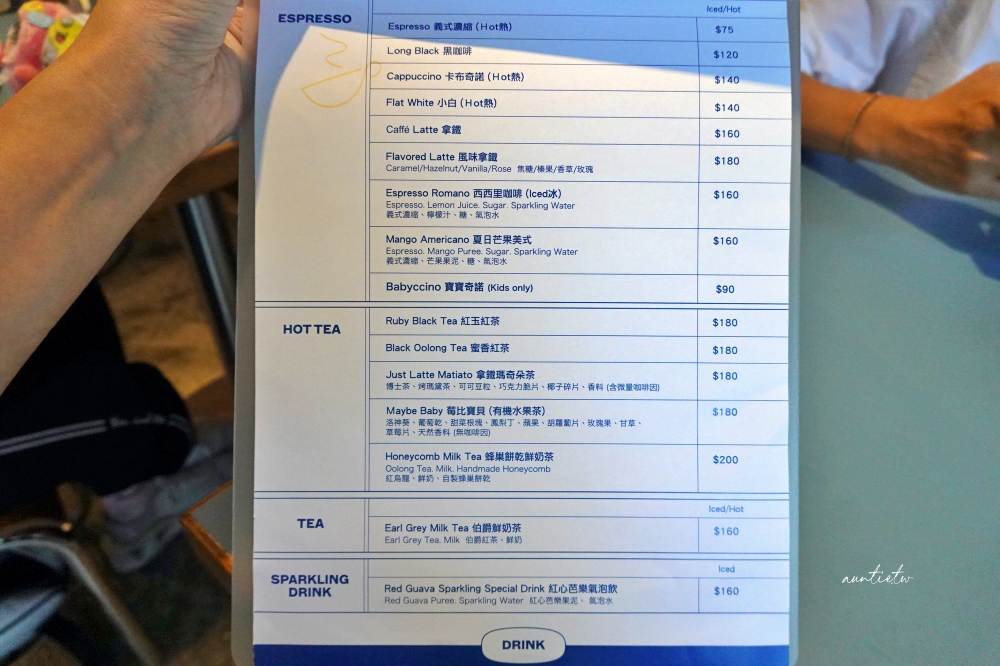 Iced/Hot
ESPRESSO
Espresso 義式濃縮 (Hot熱) $75
Long Black 黑咖啡 $120
Cappuccino 卡布奇諾 (Hot熱) $140
Flat White 小白 (Hot熱) $140
Caffé Latte 拿鐵 $160
Flavored Latte 風味拿鐵 $180
Caramel/Hazelnut/Vanilla/Rose 焦糖/榛果/香草/玫瑰
Espresso Romano 西西里咖啡 (Iced冰) $160
Espresso. Lemon Juice. Sugar. Sparkling Water
義式濃縮、檸檬汁、糖、氣泡水
Mango Americano 夏日芒果美式 $160
Espresso. Mango Puree. Sugar. Sparkling Water
義式濃縮、芒果果泥、糖、氣泡水
Babyccino 寶寶奇諾 (Kids only) $90
HOT TEA
Ruby Black Tea 紅玉紅茶 $180
Black Oolong Tea 蜜香紅茶 $180
Just Latte Matiato 拿鐵瑪奇朵茶 $180
博士茶、烤瑪黛茶、可可豆粒、巧克力脆片、椰子碎片、香料 (含微量咖啡因)
Maybe Baby 莓比寶貝 (有機水果茶) $180
洛神葵、葡萄乾、甜菜根塊、鳳梨丁、蘋果、胡蘿蔔片、玫瑰果、甘草、
草莓片、天然香料 (無咖啡因)
Honeycomb Milk Tea 蜂巢餅乾鮮奶茶 $200
Oolong Tea. Milk. Handmade Honeycomb
紅烏龍、鮮奶、自製蜂巢餅乾
Iced/Hot
TEA
Earl Grey Milk Tea 伯爵鮮奶茶 $160
Earl Grey Tea. Milk 伯爵紅茶、鮮奶
Iced
SPARKLING
DRINK
Red Guava Sparkling Special Drink 紅心芭樂氣泡飲 $160
Red Guava Puree. Sparkling Water 紅心芭樂果泥、氣泡水
DRINK
auntietw